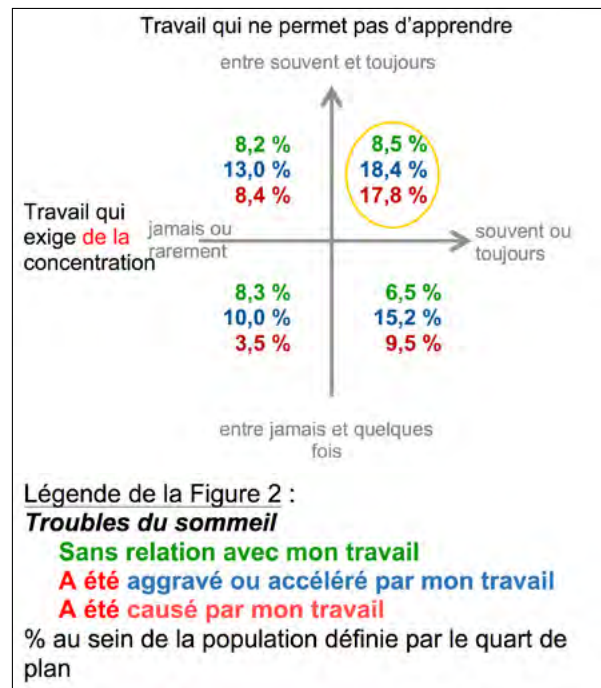 Travail qui ne permet pas d'apprendre
entre souvent et toujours
8,2 % 8,5 %
13,0 % 18,4 %
8,4 % 17,8 %
Travail qui
exige de la
concentration
jamais ou
rarement
souvent ou
toujours
8,3 % 6,5 %
10,0 % 15,2 %
3,5 % 9,5 %
entre jamais et quelques
fois
Légende de la Figure 2 :
Troubles du sommeil
Sans relation avec mon travail
A été aggravé ou accéléré par mon travail
A été causé par mon travail
% au sein de la population définie par le quart de
plan